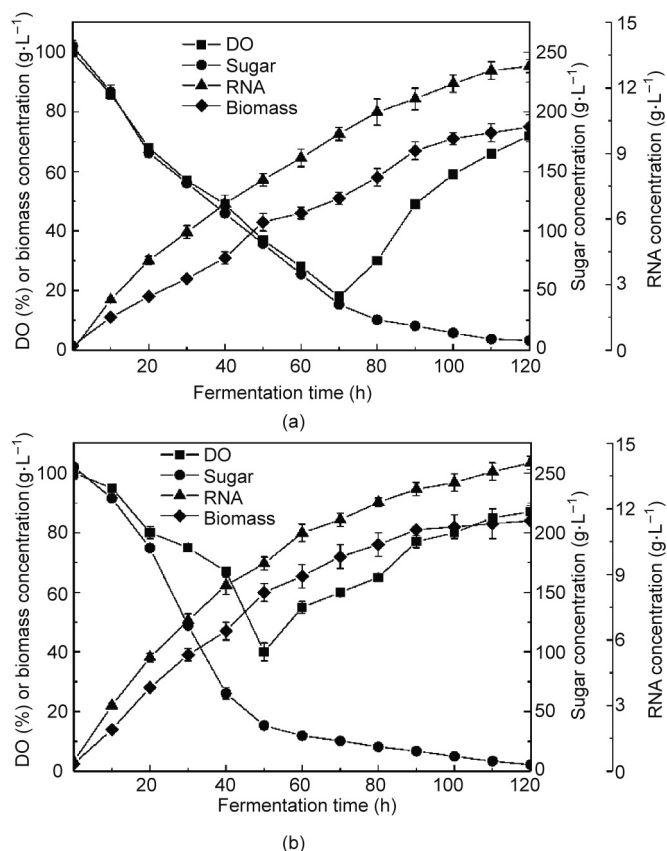 DO (%) or biomass concentration (g·L⁻¹)
100
80
60
40
20
0
DO
Sugar
RNA
Biomass
250
200
150
100
50
0
Sugar concentration (g·L⁻¹)
15
12
9
6
3
0
RNA concentration (g·L⁻¹)
20 40 60 80 100 120
Fermentation time (h)
(a)
DO (%) or biomass concentration(g·L⁻¹)
100
80
60
40
20
0
DO
Sugar
RNA
Biomass
250
200
150
100
50
0
Sugar concentration (g·L⁻¹)
15
12
9
6
3
0
RNA concentration (g·L⁻¹)
20 40 60 80 100 120
Fermentation time (h)
(b)